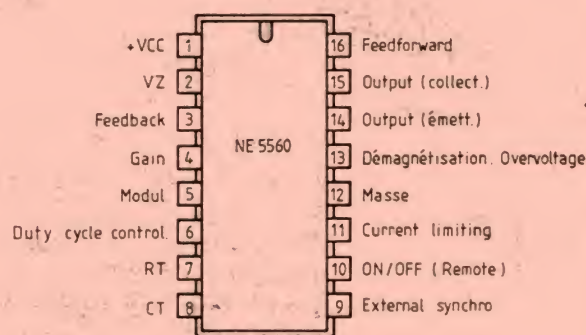 +VCC 1 16 Feedforward
VZ 2 15 Output (collect.)
Feedback 3 14 Output (émett.)
NE 5560
Gain 4 13 Démagnétisation. Overvoltage
Modul 5 12 Masse
Duty cycle control. 6 11 Current limiting
RT 7 10 ON/OFF (Remote)
CT 8 9 External synchro